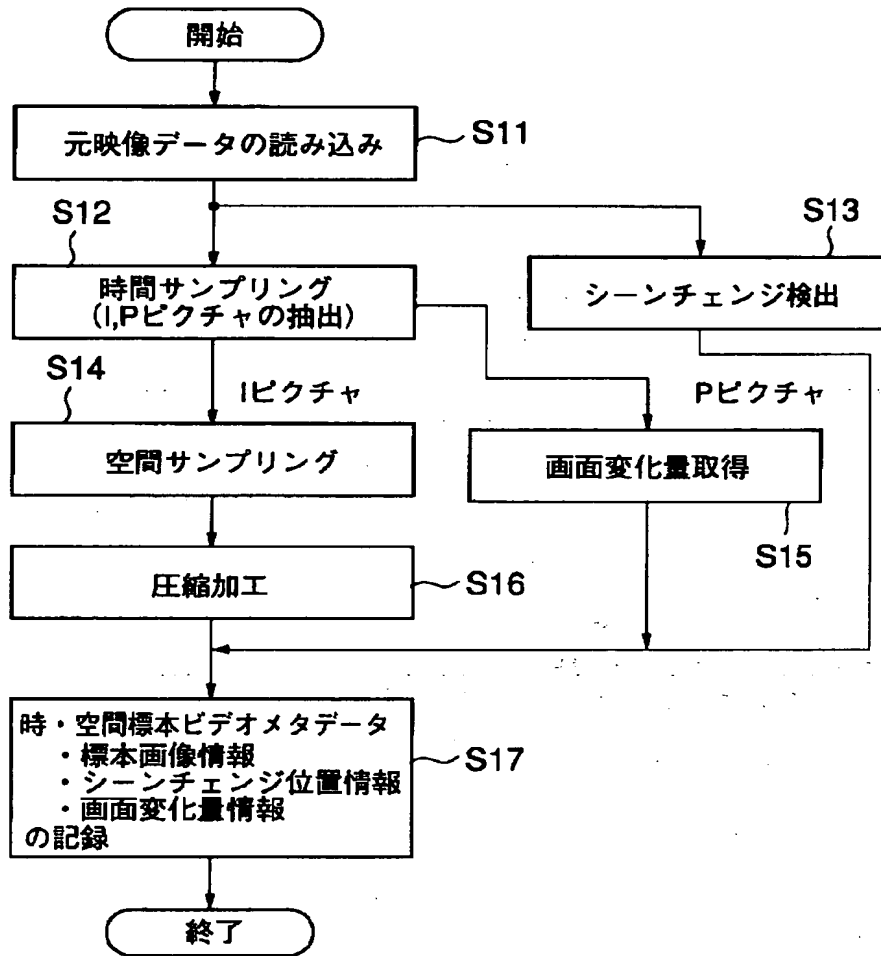 開始
元映像データの読み込み
S11
S12
S13
時間サンプリング
(I,Pピクチャの抽出)
シーンチェンジ検出
S14
Iピクチャ
Pピクチャ
空間サンプリング
画面変化量取得
S15
圧縮加工
S16
時・空間標本ビデオメタデータ
・標本画像情報
・シーンチェンジ位置情報
・画面変化量情報
の記録
S17
終了